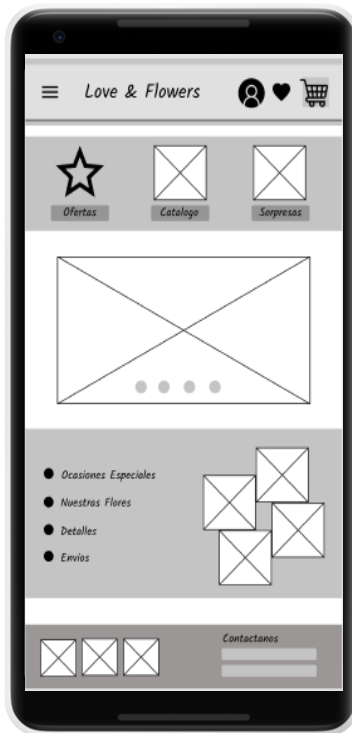 Love & Flowers
Ofertas
Catalogo
Sorpresas
Ocasiones Especiales
Nuestras Flores
Detalles
Envios
Contactanos